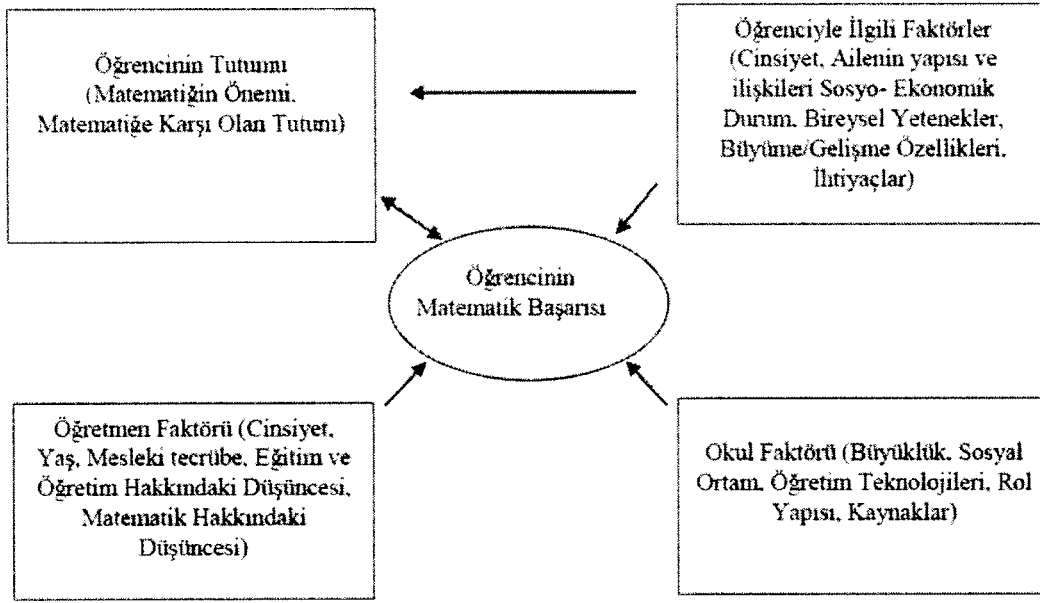 Öğrencinin Tutumu
(Matematiğin Önemi.
Matematiğe Karşı Olan Tutum)
Öğrenciyle İlgili Faktörler
(Cinsiyet, Ailenin yapısı ve
ilişkileri Sosyo- Ekonomik
Durum. Bireysel Yetenekler,
Büyüme/Gelişme Özellikleri.
İhtiyaçlar)
Öğrencinin
Matematik Başarısı
Öğretmen Faktörü (Cinsiyet,
Yaş, Mesleki tecrübe, Eğitim ve
Öğretim Hakkındaki Düşüncesi,
Matematik Hakkındaki
Düşüncesi)
Okul Faktörü (Büyüklük. Sosyal
Ortam. Öğretim Teknolojileri, Rol
Yapısı, Kaynaklar)